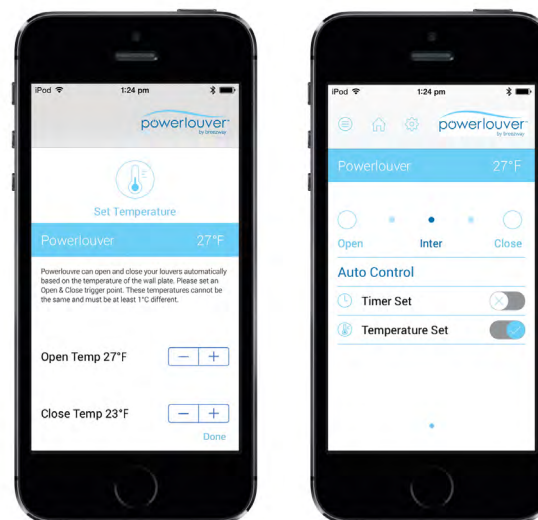 iPod 1:24 pm
powerlouver™
by breezway
Set Temperature
Powerlouver 27°F
Powerlouvre can open and close your louvers automatically
based on the temperature of the wall plate. Please set an
Open & Close trigger point. These temperatures cannot be
the same and must be at least 1°C different.
Open Temp 27°F − +
Close Temp 23°F − +
Done
iPod 1:24 pm
powerlouver™
by breezway
Powerlouver 27°F
Open Inter Close
Auto Control
Timer Set
Temperature Set